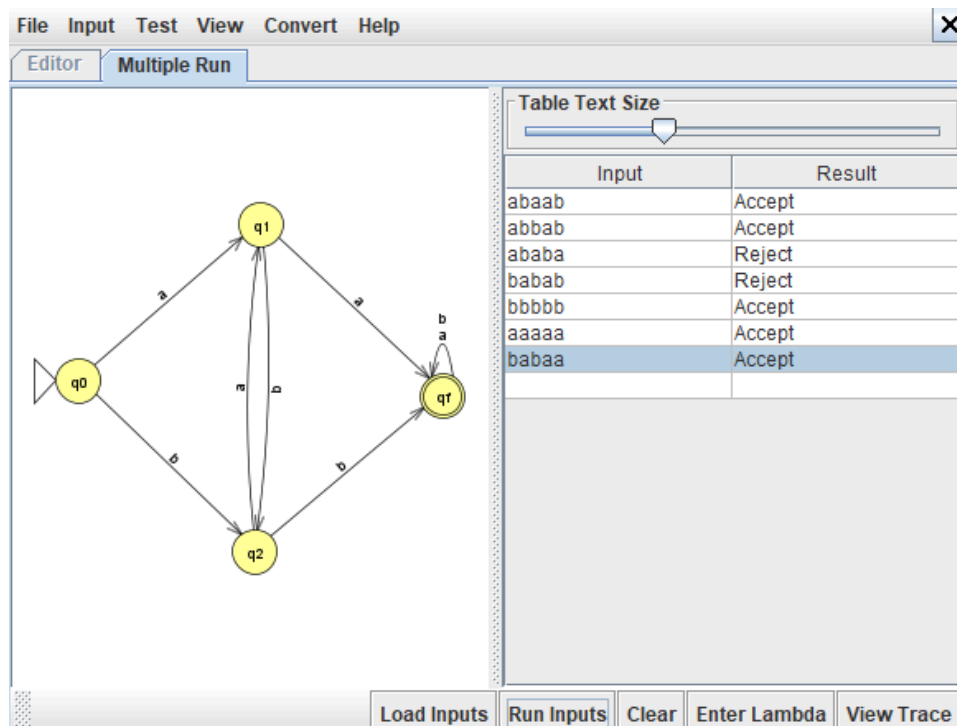 File Input Test View Convert Help
Editor Multiple Run
Table Text Size
Input Result
abaab Accept
abbab Accept
ababa Reject
babab Reject
bbbbb Accept
aaaaa Accept
babaa Accept
q1
a
a
b
a
q0
a
b
qf
b
b
q2
Load Inputs Run Inputs Clear Enter Lambda View Trace